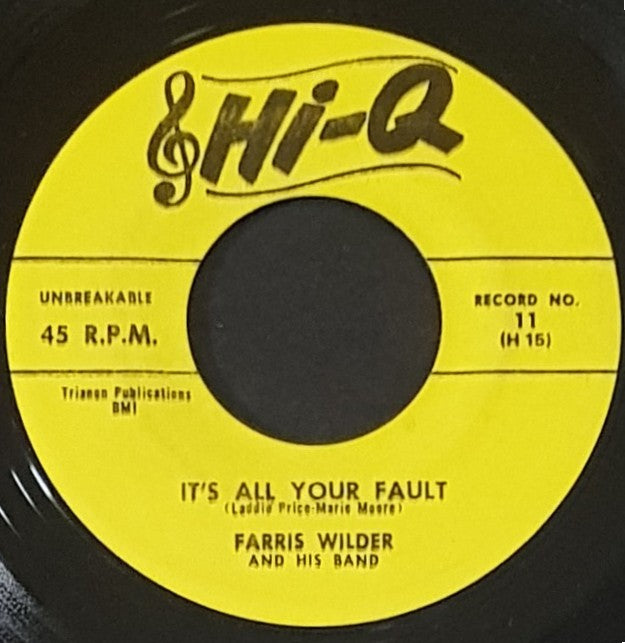 Hi-Q
UNBREAKABLE
45 R.P.M.
RECORD NO.
11
(H 15)
Trianon Publications
BMI
IT'S ALL YOUR FAULT
(Laddie Price-Marie Moore)
FARRIS WILDER
AND HIS BAND